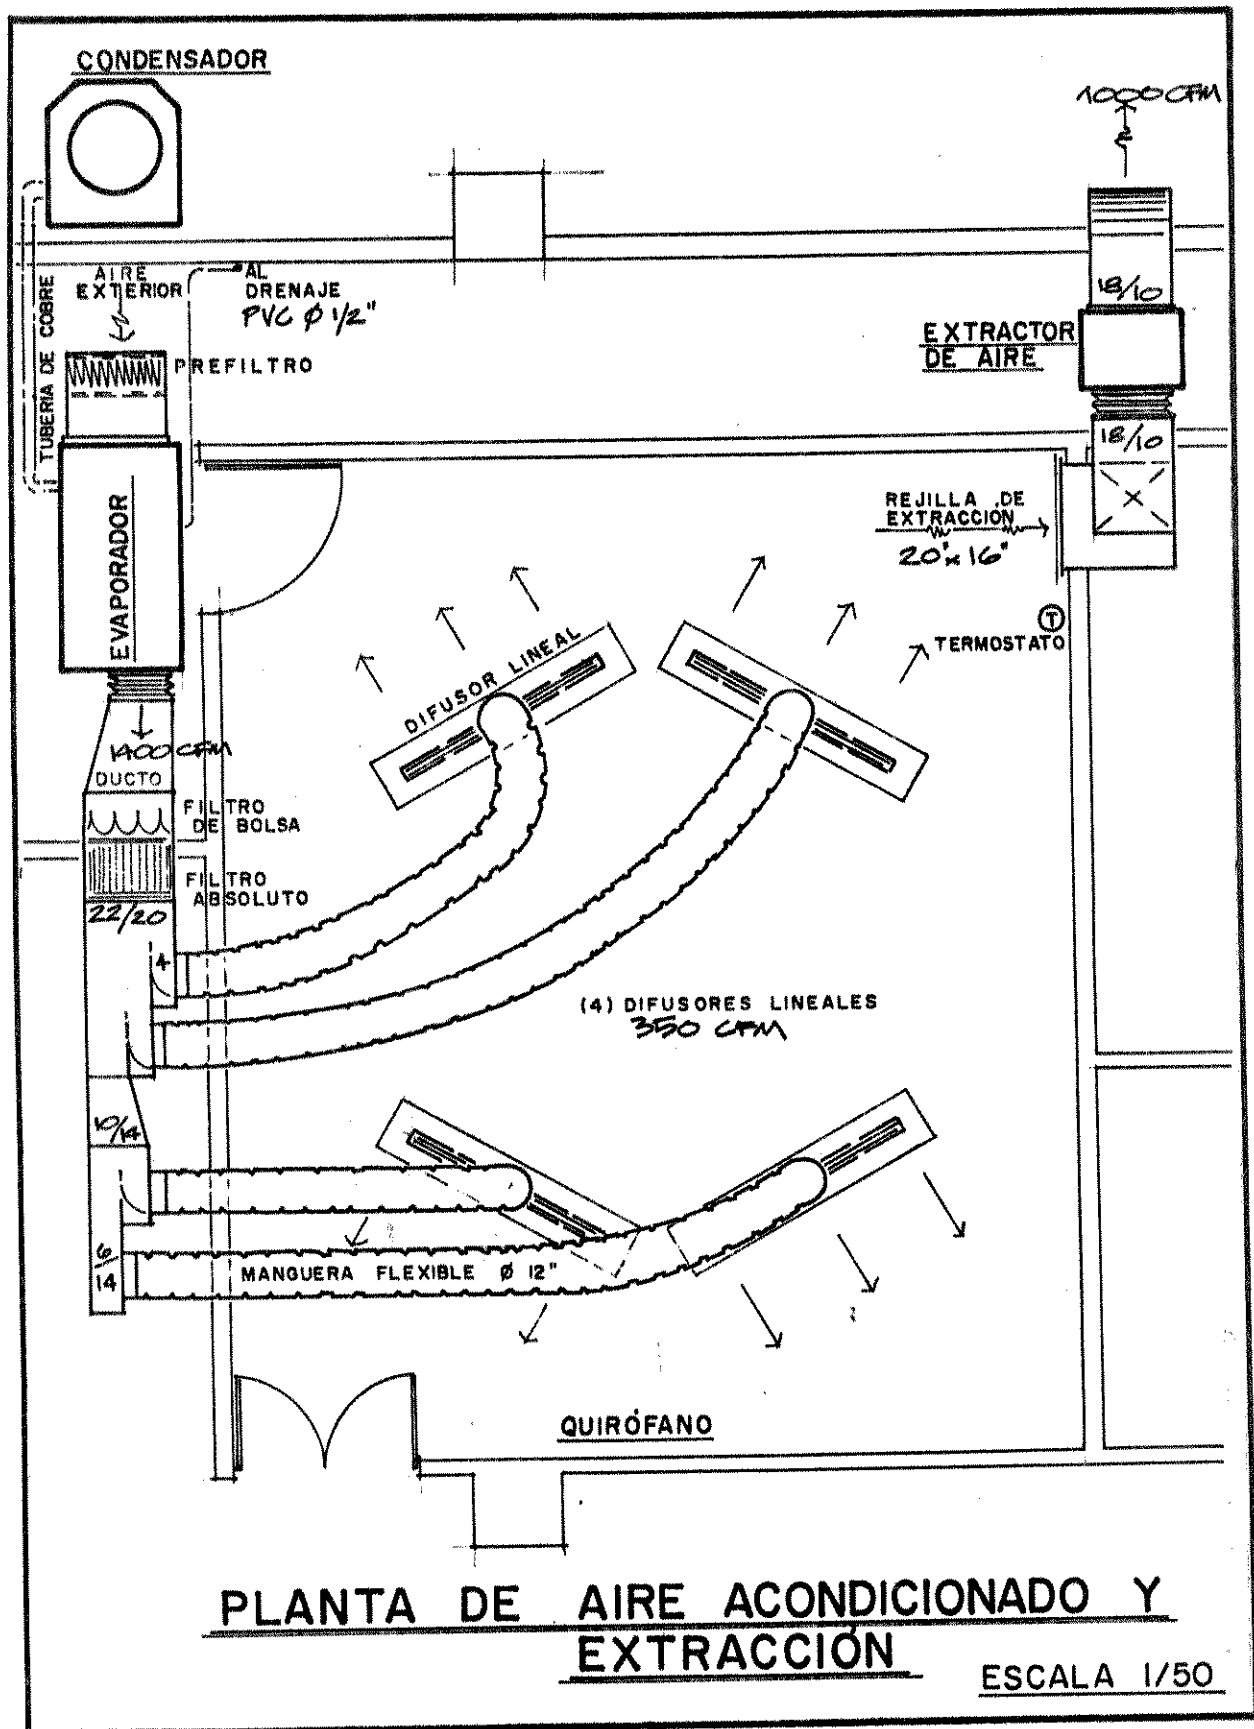 CONDENSADOR
1000 CFM
AIRE
EXTERIOR
AL
DRENAJE
PVC Ø 1/2"
TUBERIA DE COBRE
PREFILTRO
18/10
EXTRACTOR
DE AIRE
18/10
EVAPORADOR
REJILLA DE
EXTRACCION
20"x 16"
T
TERMOSTATO
DIFUSOR LINEAL
1400 CFM
DUCTO
FILTRO
DE BOLSA
FILTRO
ABSOLUTO
22/20
4
(4) DIFUSORES LINEALES
350 CFM
10/14
6/14
MANGUERA FLEXIBLE Ø 12"
QUIRÓFANO
PLANTA DE AIRE ACONDICIONADO Y
EXTRACCIÓN
ESCALA 1/50